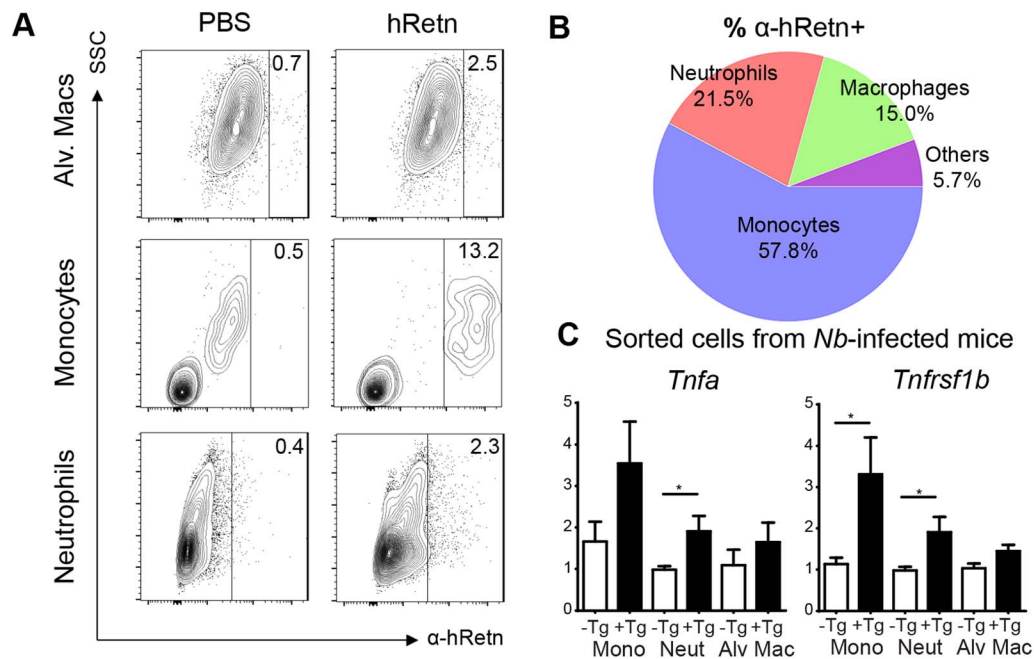 A
PBS
hRetn
SSC
Alv. Macs
0.7
2.5
Monocytes
0.5
13.2
Neutrophils
0.4
2.3
α-hRetn
B
% α-hRetn+
Neutrophils
21.5%
Macrophages
15.0%
Others
5.7%
Monocytes
57.8%
C Sorted cells from Nb-infected mice
Tnfa
5
4
3
2
1
0
*
-Tg +Tg -Tg +Tg -Tg +Tg
Mono Neut Alv Mac
Tnfrsf1b
5
4
3
2
1
0
*
*
-Tg +Tg -Tg +Tg -Tg +Tg
Mono Neut Alv Mac